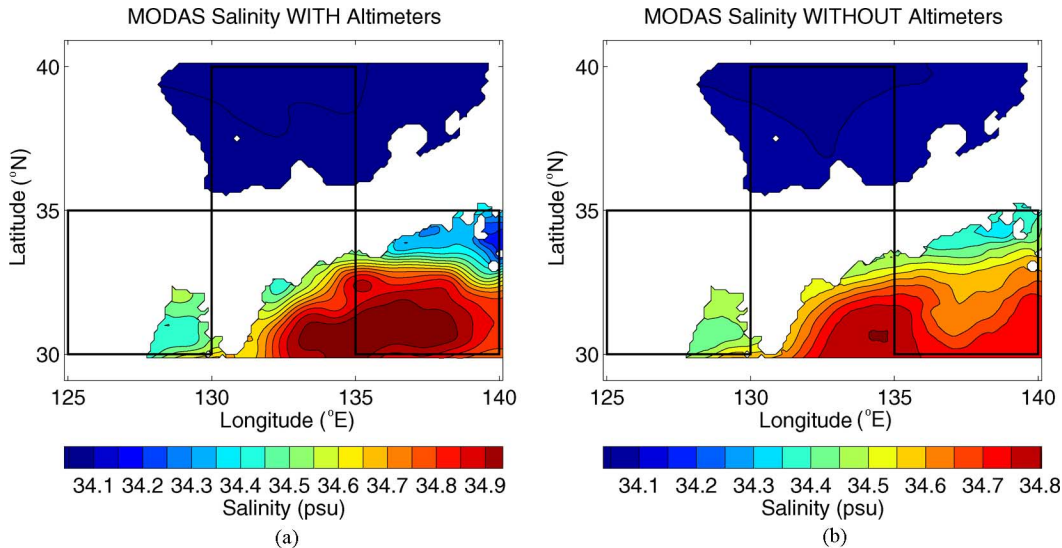 MODAS Salinity WITH Altimeters
40
35
30
Latitude (°N)
125 130 135 140
Longitude (°E)
34.1 34.2 34.3 34.4 34.5 34.6 34.7 34.8 34.9
Salinity (psu)
(a)
MODAS Salinity WITHOUT Altimeters
40
35
30
Latitude (°N)
125 130 135 140
Longitude (°E)
34.1 34.2 34.3 34.4 34.5 34.6 34.7 34.8
Salinity (psu)
(b)